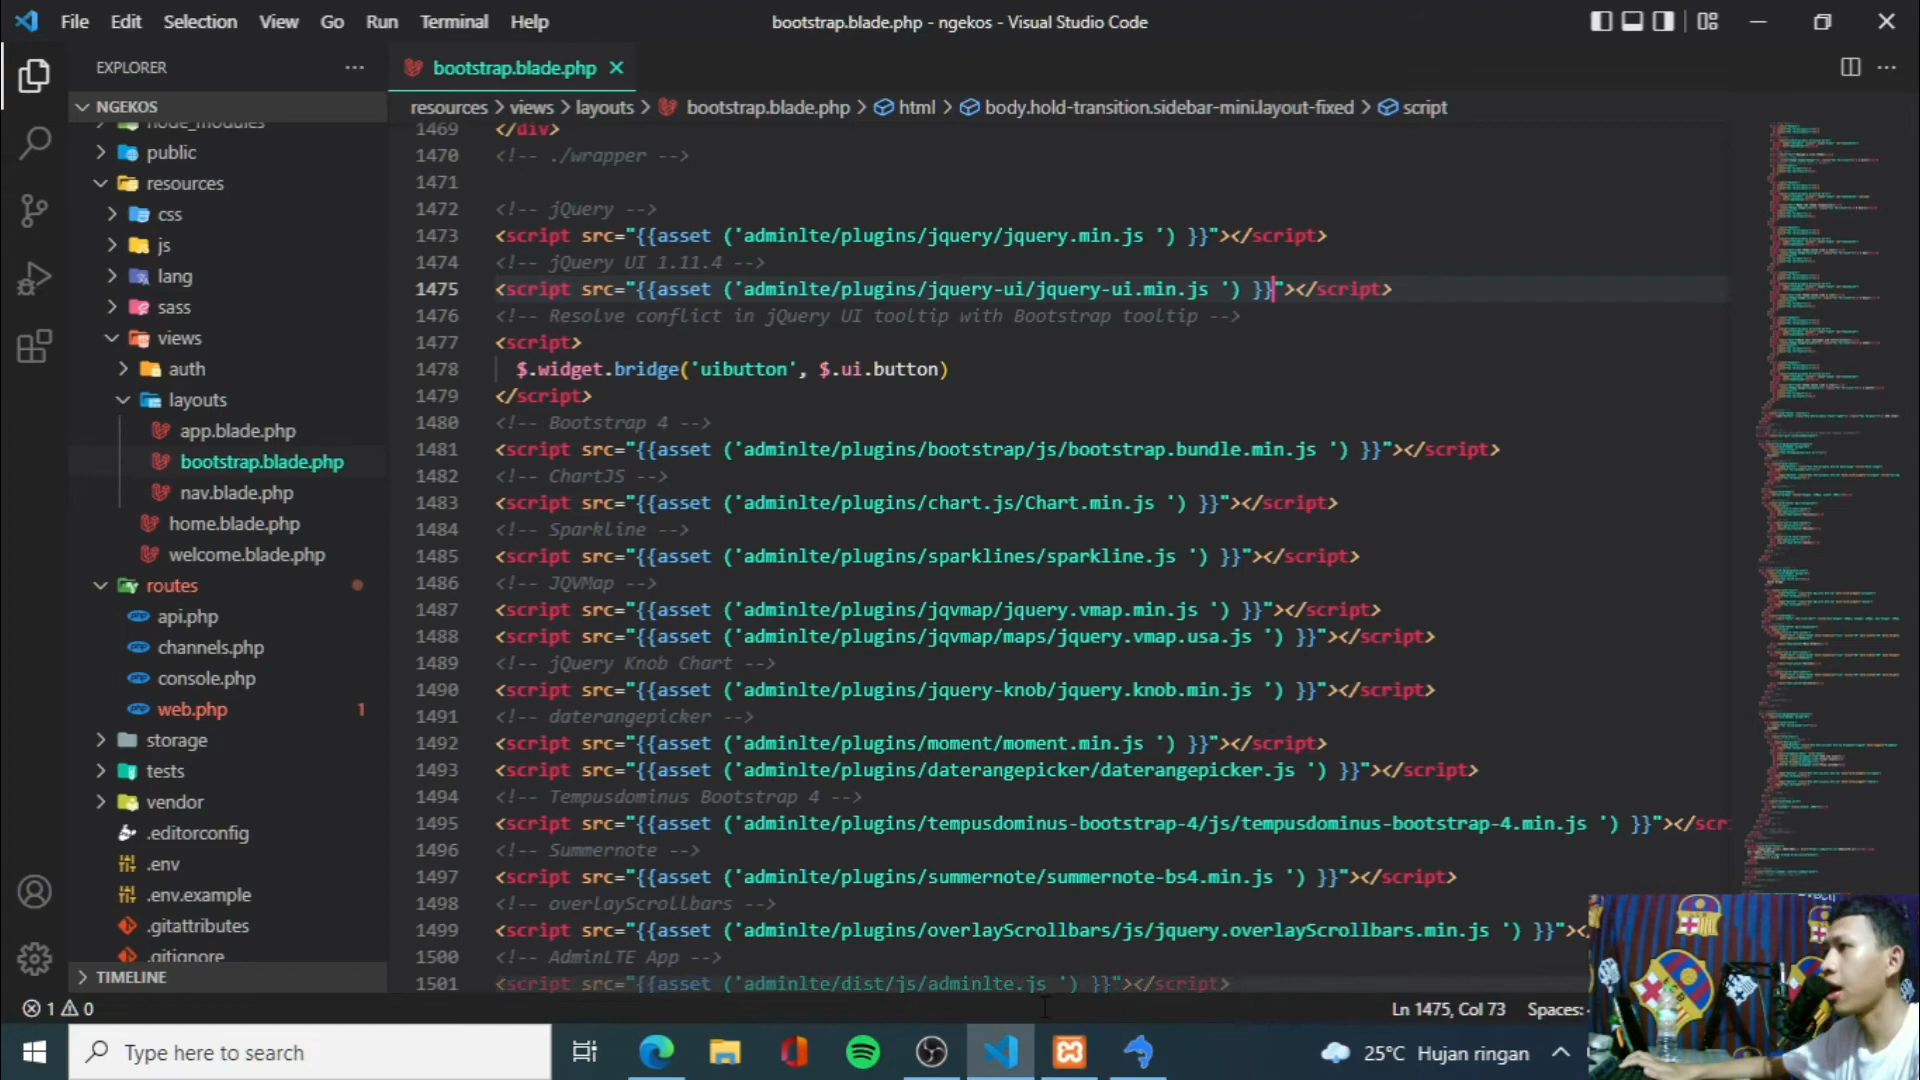 File Edit Selection View Go Run Terminal Help
bootstrap.blade.php - ngekos - Visual Studio Code
EXPLORER
bootstrap.blade.php
NGEKOS
resources > views > layouts > bootstrap.blade.php > html > body.hold-transition.sidebar-mini.layout-fixed > script
node_modules
public
resources
css
js
lang
sass
views
auth
layouts
app.blade.php
bootstrap.blade.php
nav.blade.php
home.blade.php
welcome.blade.php
routes
api.php
channels.php
console.php
web.php 1
storage
tests
vendor
.editorconfig
.env
.env.example
.gitattributes
.gitignore
TIMELINE
1469 </div>
1470 <!-- ./wrapper -->
1471
1472 <!-- jQuery -->
1473 <script src="{{asset ('adminlte/plugins/jquery/jquery.min.js ') }}"></script>
1474 <!-- jQuery UI 1.11.4 -->
1475 <script src="{{asset ('adminlte/plugins/jquery-ui/jquery-ui.min.js ') }}"></script>
1476 <!-- Resolve conflict in jQuery UI tooltip with Bootstrap tooltip -->
1477 <script>
1478 $.widget.bridge('uibutton', $.ui.button)
1479 </script>
1480 <!-- Bootstrap 4 -->
1481 <script src="{{asset ('adminlte/plugins/bootstrap/js/bootstrap.bundle.min.js ') }}"></script>
1482 <!-- ChartJS -->
1483 <script src="{{asset ('adminlte/plugins/chart.js/Chart.min.js ') }}"></script>
1484 <!-- Sparkline -->
1485 <script src="{{asset ('adminlte/plugins/sparklines/sparkline.js ') }}"></script>
1486 <!-- JQVMap -->
1487 <script src="{{asset ('adminlte/plugins/jqvmap/jquery.vmap.min.js ') }}"></script>
1488 <script src="{{asset ('adminlte/plugins/jqvmap/maps/jquery.vmap.usa.js ') }}"></script>
1489 <!-- jQuery Knob Chart -->
1490 <script src="{{asset ('adminlte/plugins/jquery-knob/jquery.knob.min.js ') }}"></script>
1491 <!-- daterangepicker -->
1492 <script src="{{asset ('adminlte/plugins/moment/moment.min.js ') }}"></script>
1493 <script src="{{asset ('adminlte/plugins/daterangepicker/daterangepicker.js ') }}"></script>
1494 <!-- Tempusdominus Bootstrap 4 -->
1495 <script src="{{asset ('adminlte/plugins/tempusdominus-bootstrap-4/js/tempusdominus-bootstrap-4.min.js ') }}"></scr
1496 <!-- Summernote -->
1497 <script src="{{asset ('adminlte/plugins/summernote/summernote-bs4.min.js ') }}"></script>
1498 <!-- overlayScrollbars -->
1499 <script src="{{asset ('adminlte/plugins/overlayScrollbars/js/jquery.overlayScrollbars.min.js ') }}"><
1500 <!-- AdminLTE App -->
1501 <script src="{{asset ('adminlte/dist/js/adminlte.js ') }}"></script>
1 0
Ln 1475, Col 73 Spaces:
Type here to search
25°C Hujan ringan